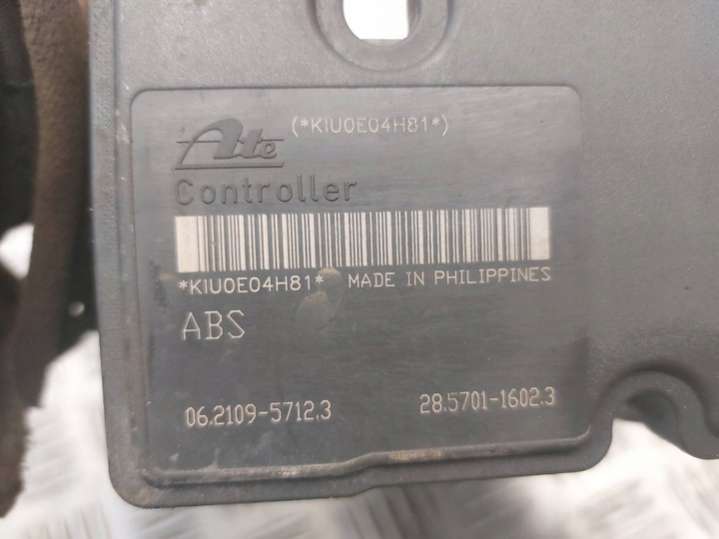 (*KIU0E04H81*)
Ate
Controller
*KIU0E04H81* MADE IN PHILIPPINES
ABS
06.2109-5712.3 28.5701-1602.3